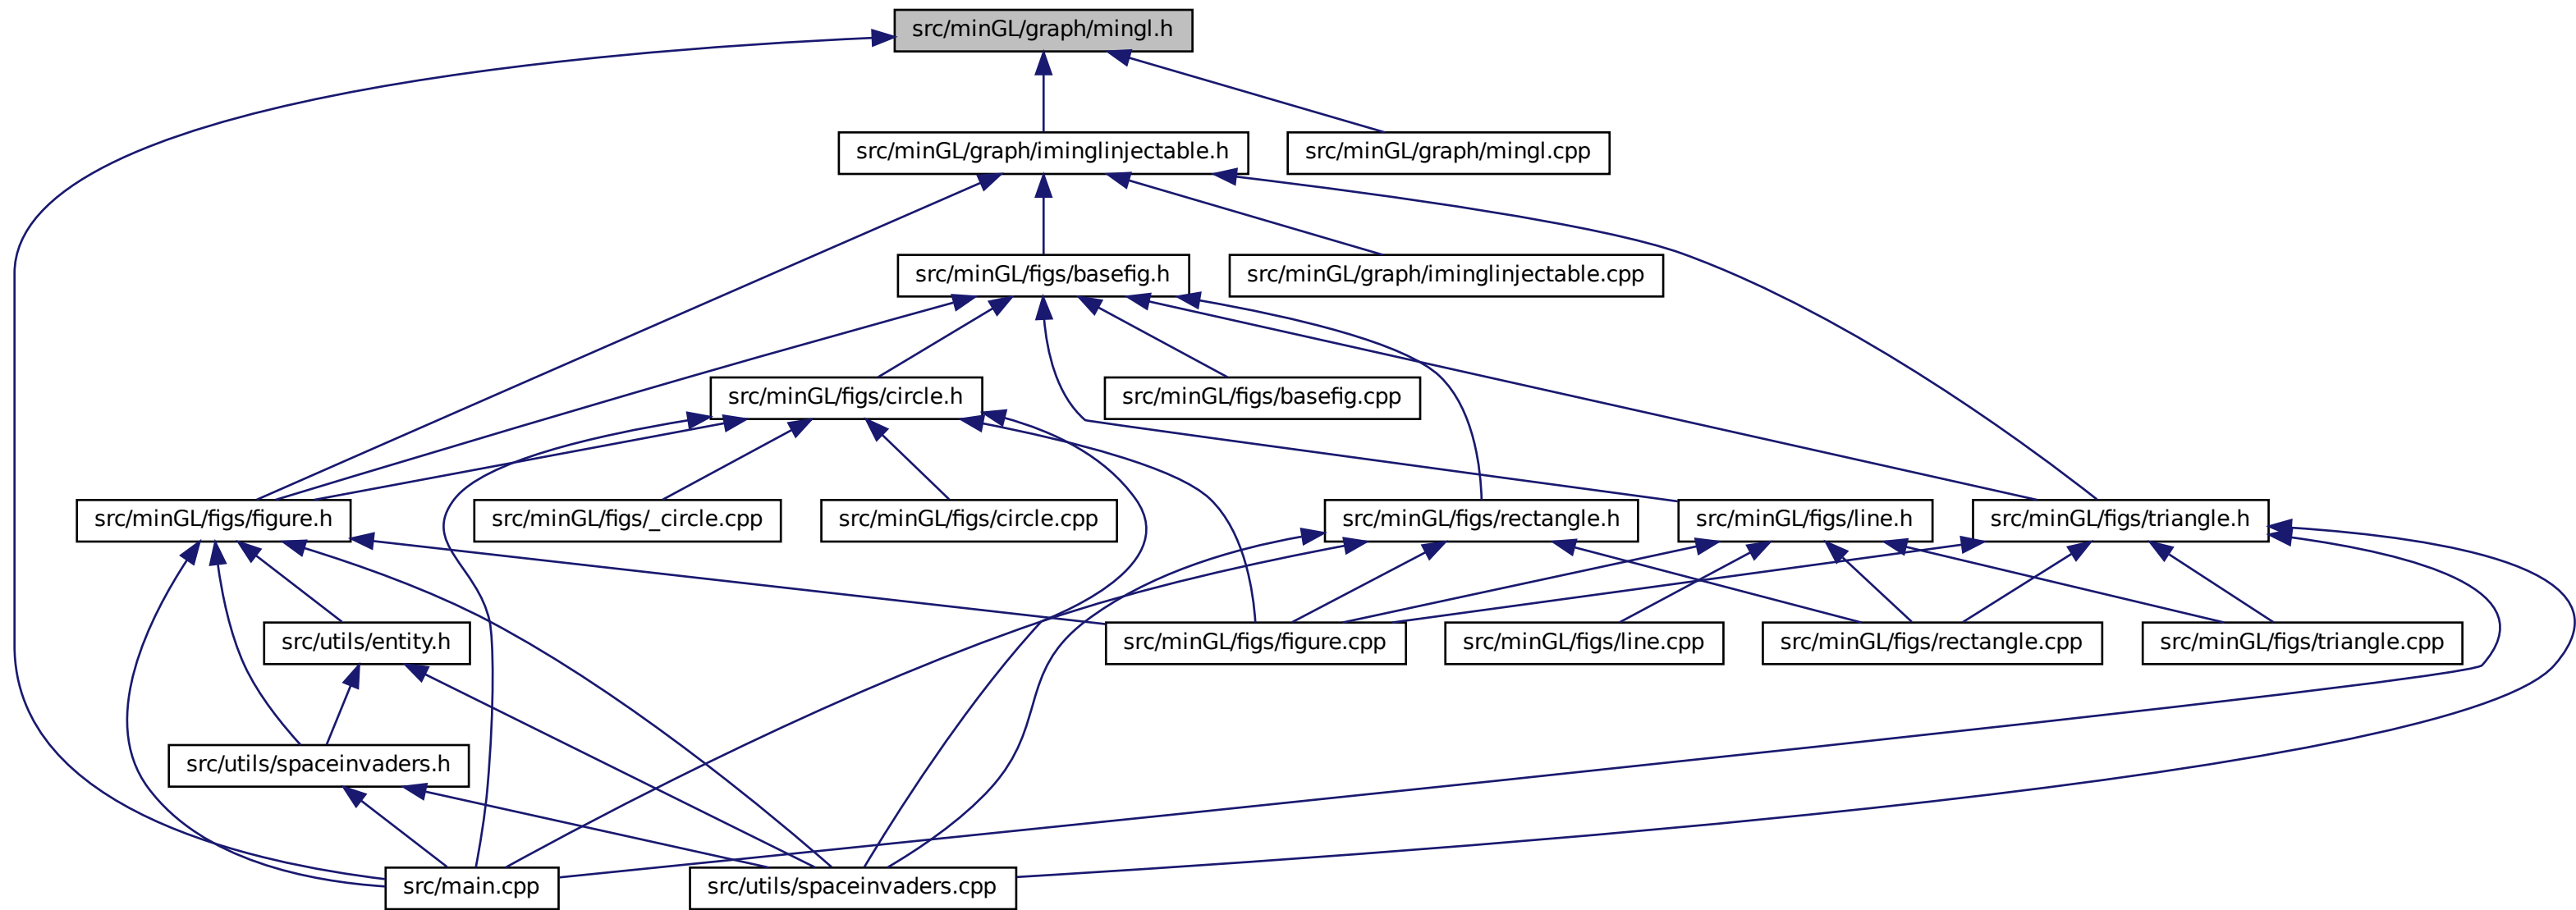 src/minGL/graph/mingl.h
src/minGL/graph/iminglinjectable.h
src/minGL/graph/mingl.cpp
src/minGL/figs/basefig.h
src/minGL/graph/iminglinjectable.cpp
src/minGL/figs/circle.h
src/minGL/figs/basefig.cpp
src/minGL/figs/figure.h
src/minGL/figs/_circle.cpp
src/minGL/figs/circle.cpp
src/minGL/figs/rectangle.h
src/minGL/figs/line.h
src/minGL/figs/triangle.h
src/utils/entity.h
src/minGL/figs/figure.cpp
src/minGL/figs/line.cpp
src/minGL/figs/rectangle.cpp
src/minGL/figs/triangle.cpp
src/utils/spaceinvaders.h
src/main.cpp
src/utils/spaceinvaders.cpp